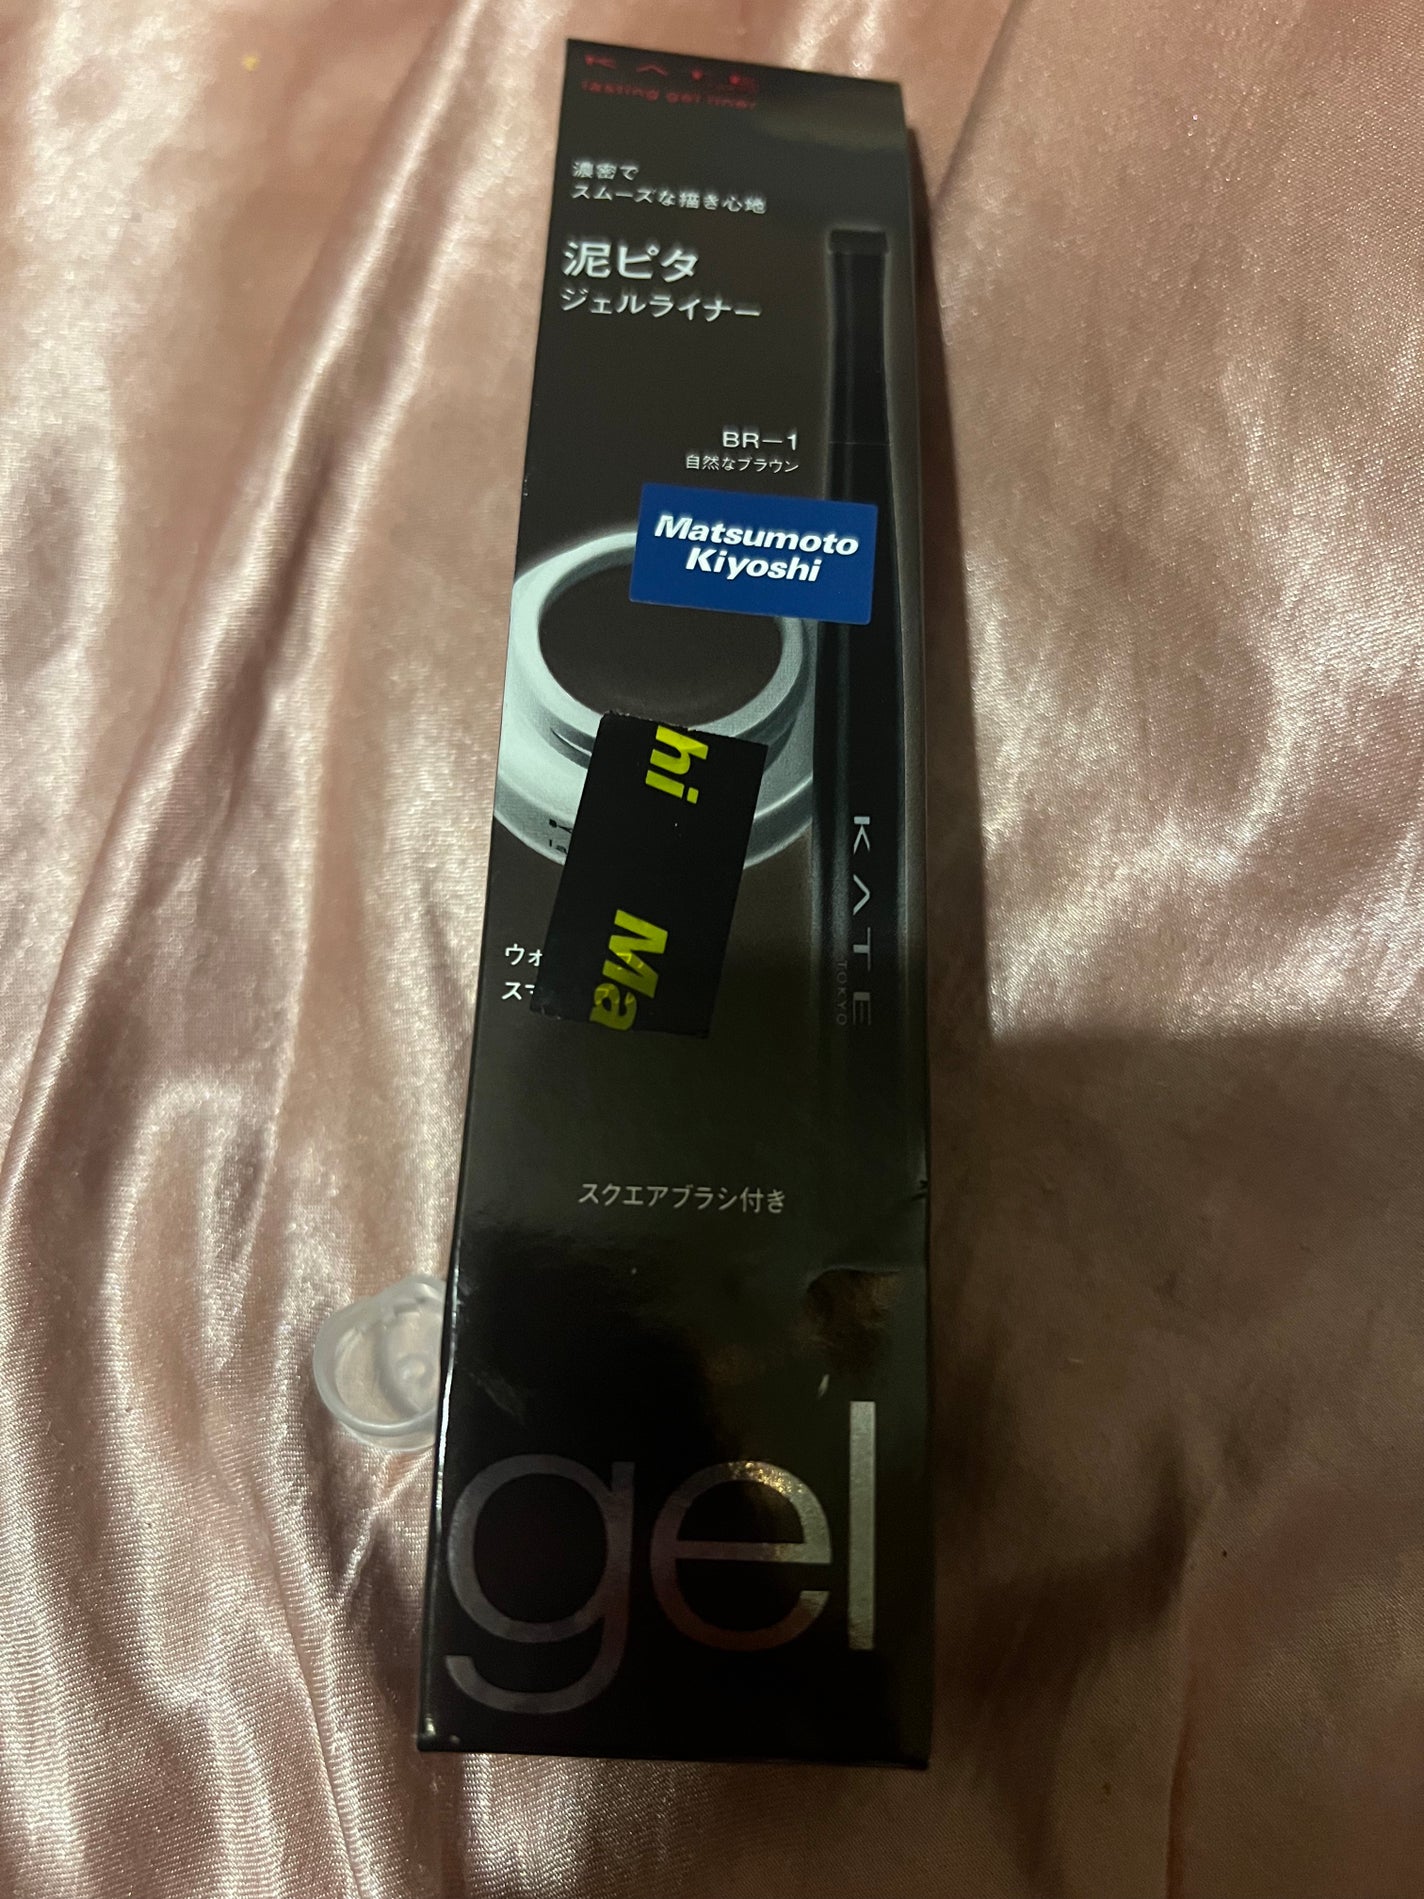 KATE
lasting gel liner
濃密で
スムーズな描き心地
泥ピタ
ジェルライナー
BR-1
自然なブラウン
Matsumoto
Kiyoshi
hi
Ma
KATE
TOKYO
スクエアブラシ付き
gel